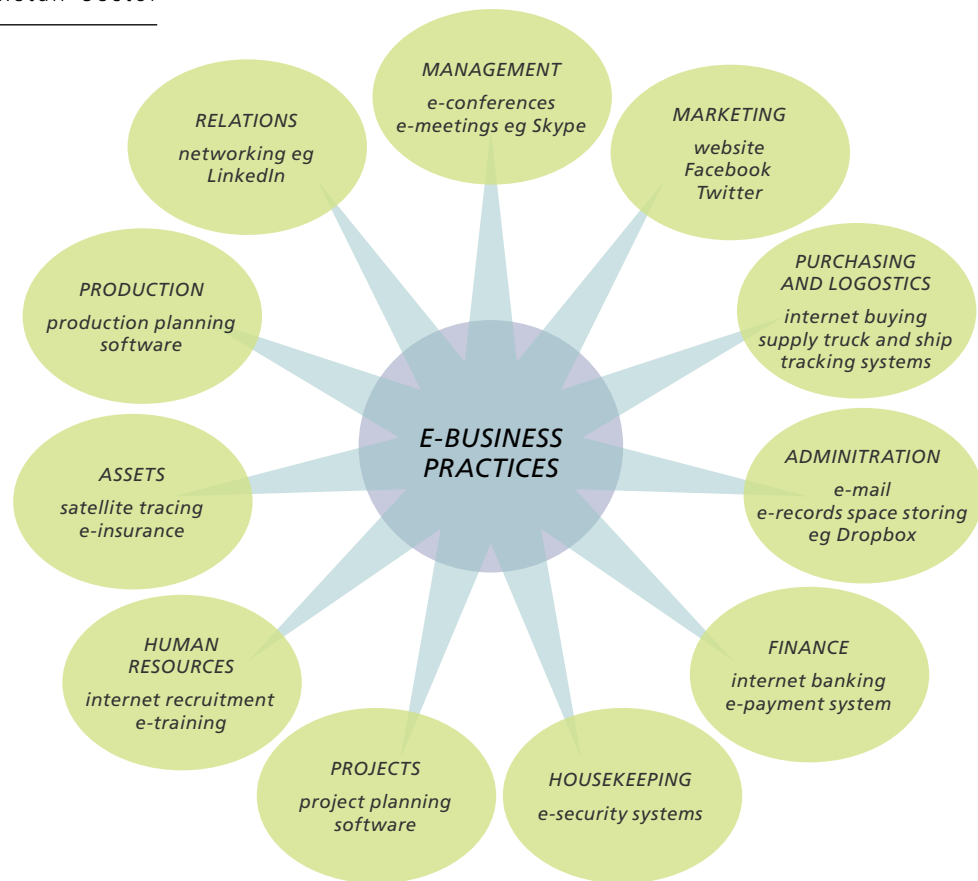 MANAGEMENT
e-conferences
e-meetings eg Skype
MARKETING
website
Facebook
Twitter
PURCHASING
AND LOGOSTICS
internet buying
supply truck and ship
tracking systems
ADMINITRATION
e-mail
e-records space storing
eg Dropbox
FINANCE
internet banking
e-payment system
HOUSEKEEPING
e-security systems
PROJECTS
project planning
software
HUMAN
RESOURCES
internet recruitment
e-training
ASSETS
satellite tracing
e-insurance
PRODUCTION
production planning
software
RELATIONS
networking eg
LinkedIn
E-BUSINESS
PRACTICES